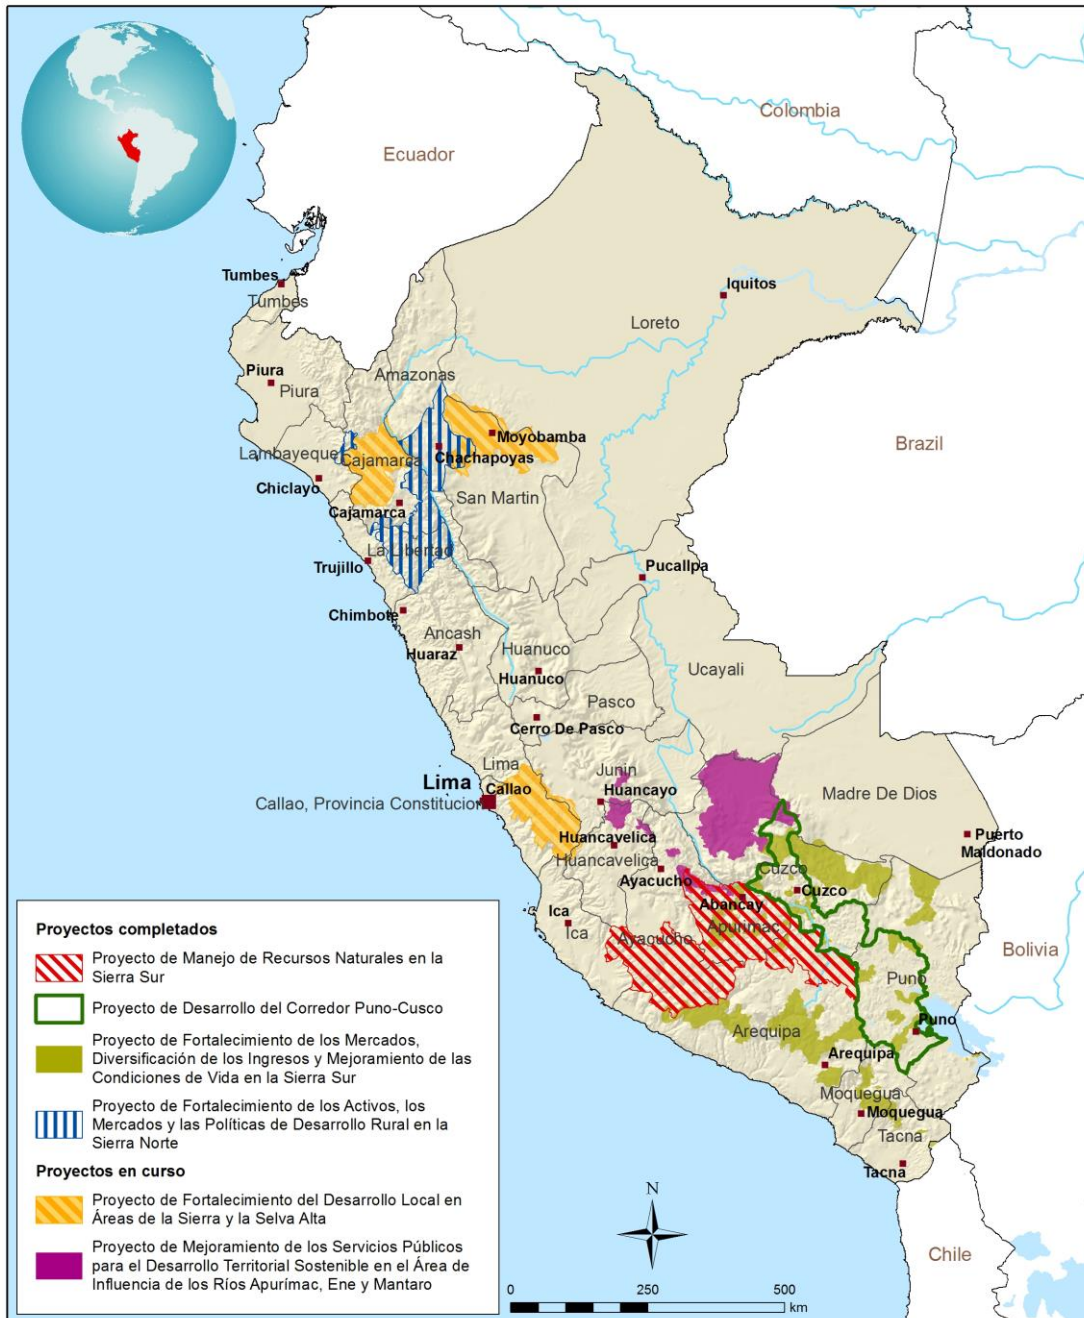 Colombia
Ecuador
Tumbes
Tumbes
Iquitos
Loreto
Piura
Piura
Amazonas
Moyobamba
Brazil
Lambayeque
Cajamarca
Chachapoyas
Chiclayo
San Martin
Cajamarca
La Libertad
Trujillo
Pucallpa
Chimbote
Ancash
Huaraz
Huanuco
Huanuco
Ucayali
Pasco
Cerro De Pasco
Lima
Junin
Lima
Callao
Huancayo
Callao, Provincia Constitucion
Madre De Dios
Huancavelica
Puerto
Maldonado
Huancavelica
Cuzco
Ayacucho
Cuzco
Abancay
Ica
Ica
Apurimac
Ayacucho
Bolivia
Puno
Puno
Arequipa
Arequipa
Moquegua
Moquegua
Tacna
Tacna
Chile
Proyectos completados
Proyecto de Manejo de Recursos Naturales en la
Sierra Sur
Proyecto de Desarrollo del Corredor Puno-Cusco
Proyecto de Fortalecimiento de los Mercados,
Diversificación de los Ingresos y Mejoramiento de las
Condiciones de Vida en la Sierra Sur
Proyecto de Fortalecimiento de los Activos, los
Mercados y las Políticas de Desarrollo Rural en la
Sierra Norte
Proyectos en curso
Proyecto de Fortalecimiento del Desarrollo Local en
Áreas de la Sierra y la Selva Alta
Proyecto de Mejoramiento de los Servicios Públicos
para el Desarrollo Territorial Sostenible en el Área de
Influencia de los Ríos Apurímac, Ene y Mantaro
N
0 250 500
km